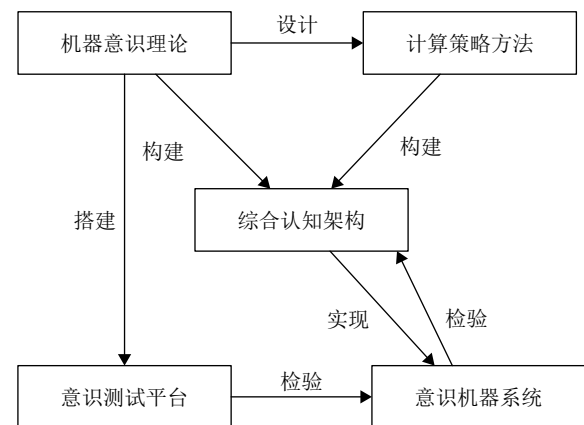 机器意识理论
设计
计算策略方法
构建
构建
搭建
综合认知架构
实现
检验
意识测试平台
检验
意识机器系统